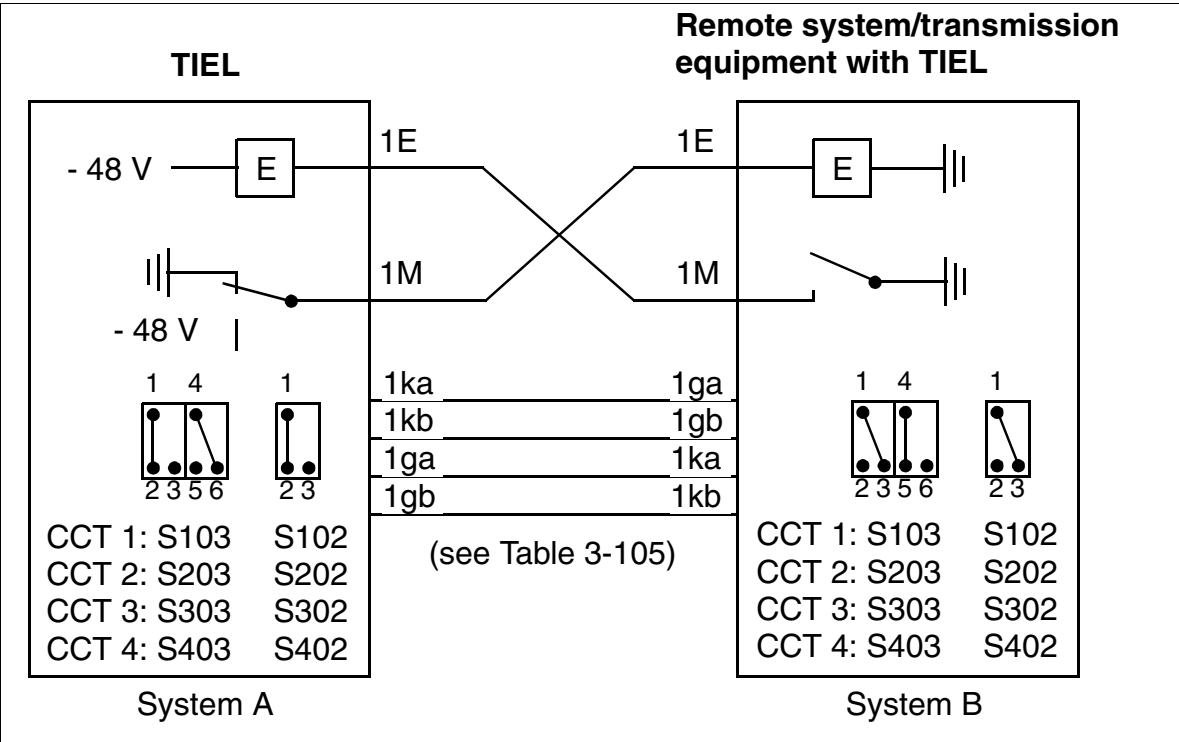 Remote system/transmission
equipment with TIEL
TIEL
1E
1E
- 48 V
E
E
1M
1M
- 48 V
1 4
1
1ka
1kb
1ga
1gb
1ga
1gb
1ka
1kb
1 4
1
2 3 5 6
2 3
2 3 5 6
2 3
CCT 1: S103 S102
CCT 2: S203 S202
CCT 3: S303 S302
CCT 4: S403 S402
(see Table 3-105)
CCT 1: S103 S102
CCT 2: S203 S202
CCT 3: S303 S302
CCT 4: S403 S402
System A
System B